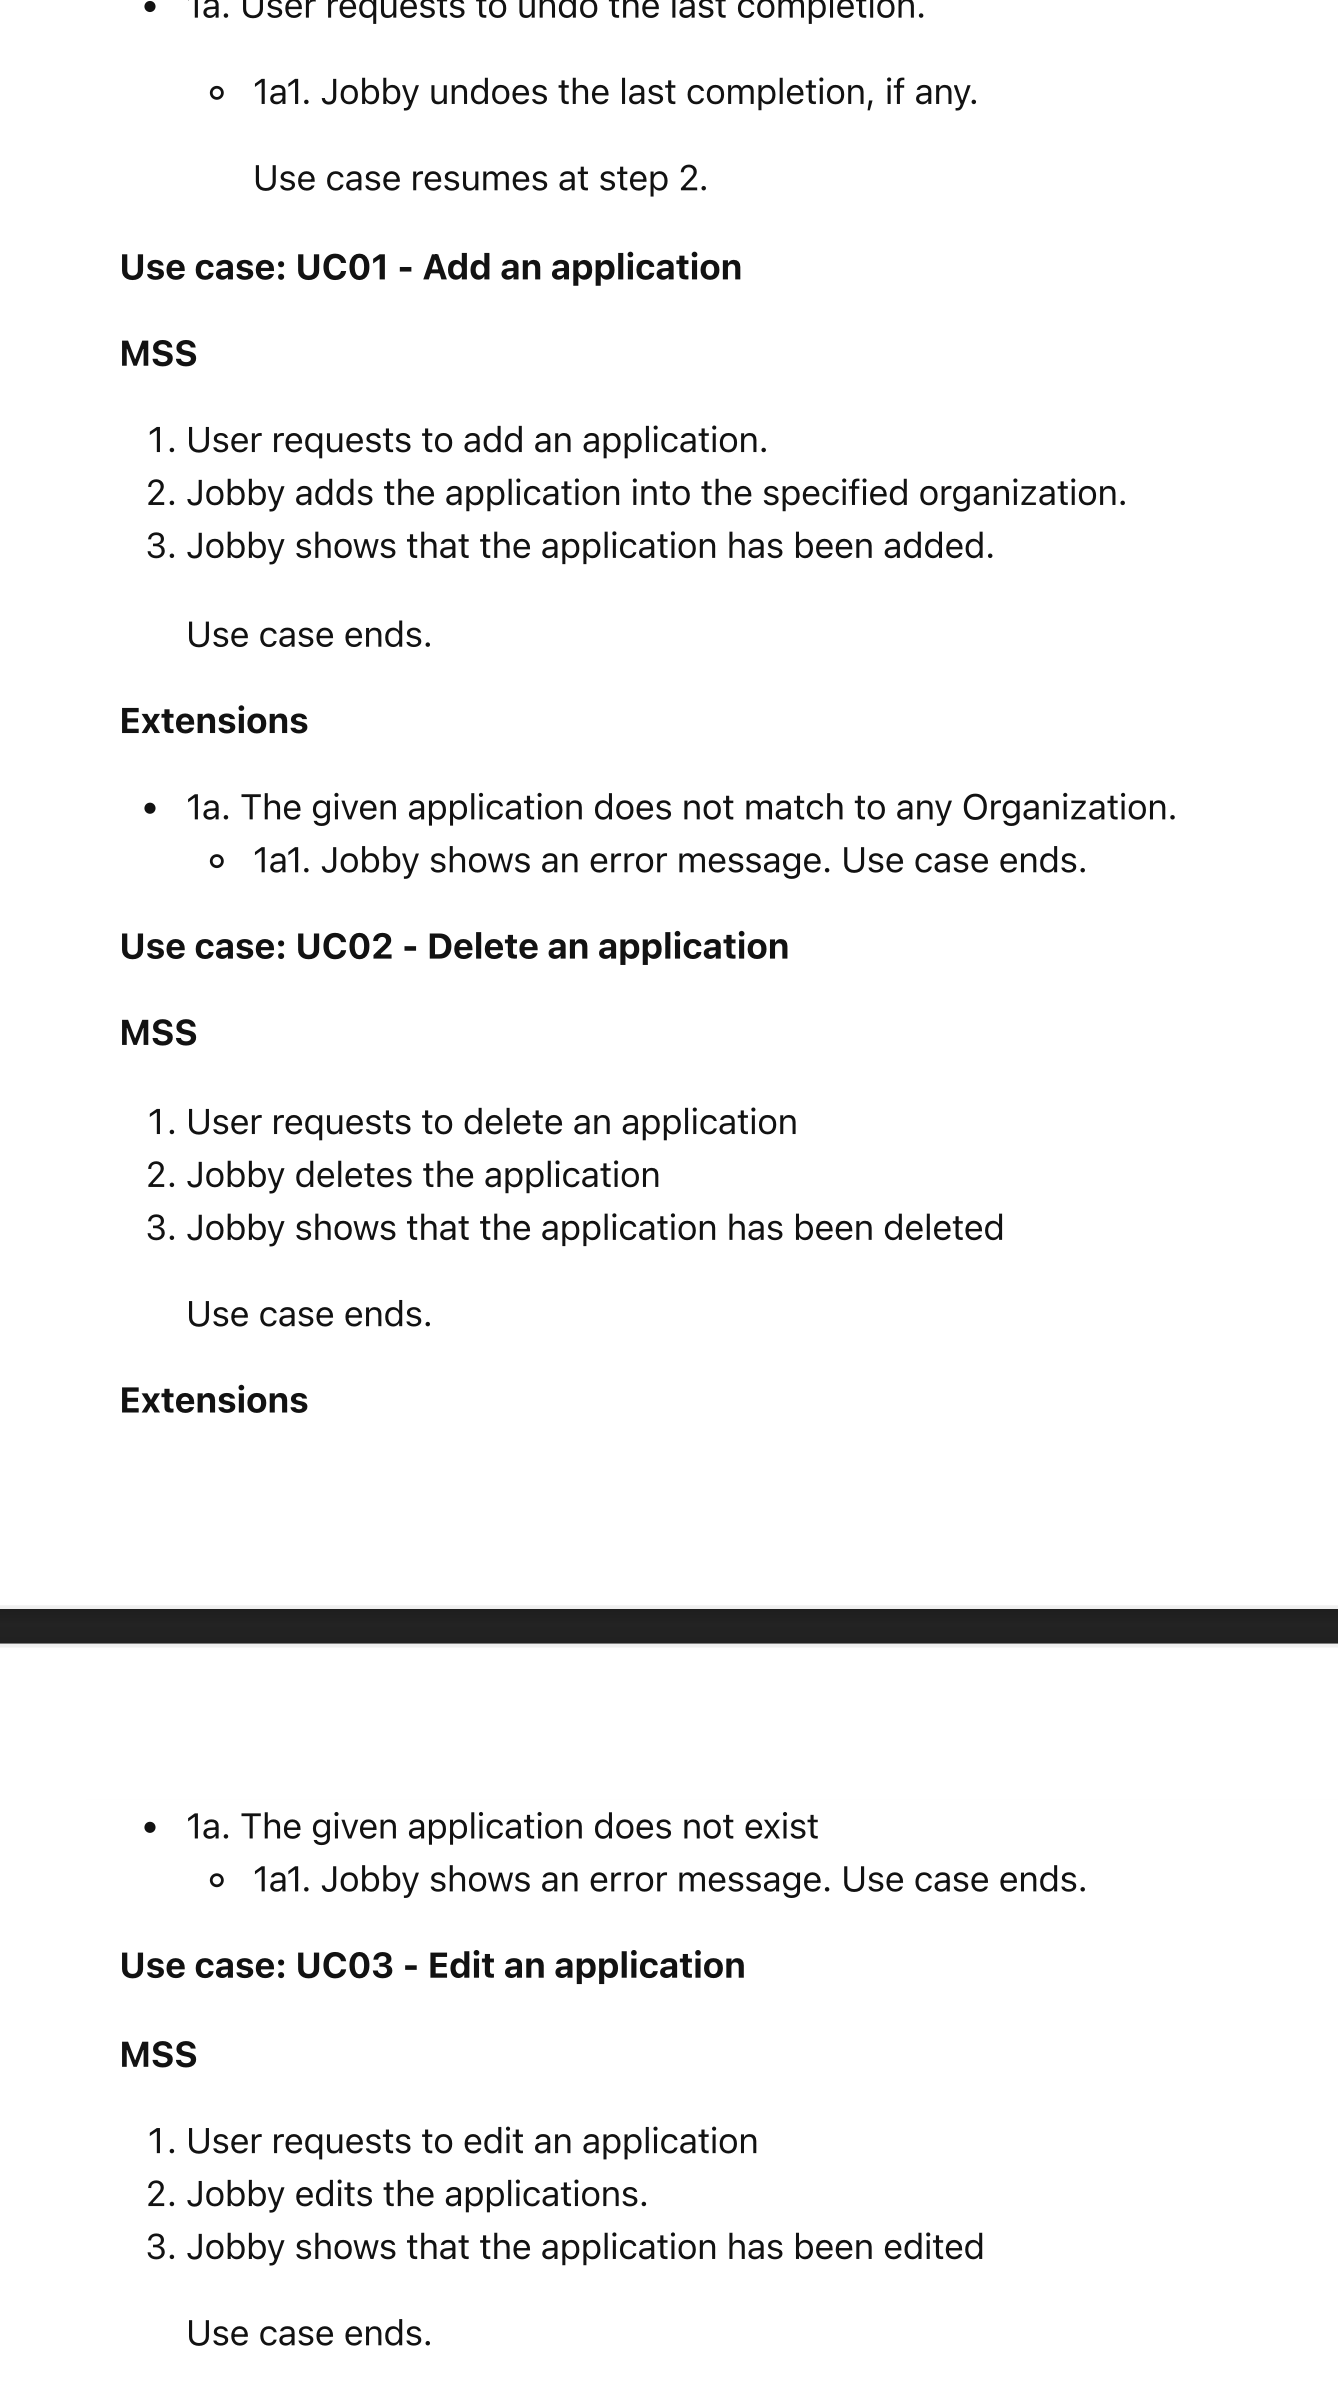 • 1a. User requests to undo the last completion.
◦ 1a1. Jobby undoes the last completion, if any.
Use case resumes at step 2.
Use case: UC01 - Add an application
MSS
1. User requests to add an application.
2. Jobby adds the application into the specified organization.
3. Jobby shows that the application has been added.
Use case ends.
Extensions
• 1a. The given application does not match to any Organization.
◦ 1a1. Jobby shows an error message. Use case ends.
Use case: UC02 - Delete an application
MSS
1. User requests to delete an application
2. Jobby deletes the application
3. Jobby shows that the application has been deleted
Use case ends.
Extensions
• 1a. The given application does not exist
◦ 1a1. Jobby shows an error message. Use case ends.
Use case: UC03 - Edit an application
MSS
1. User requests to edit an application
2. Jobby edits the applications.
3. Jobby shows that the application has been edited
Use case ends.